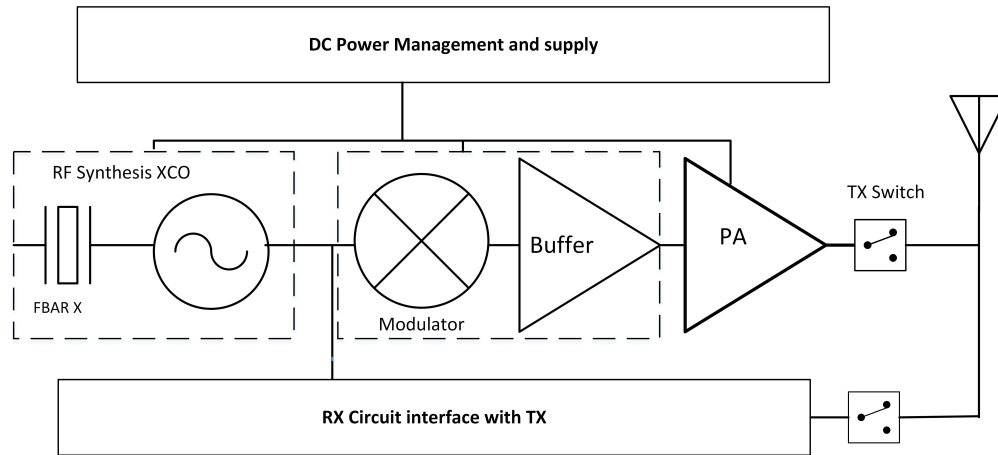 DC Power Management and supply
RF Synthesis XCO
TX Switch
Buffer
PA
FBAR X
Modulator
RX Circuit interface with TX